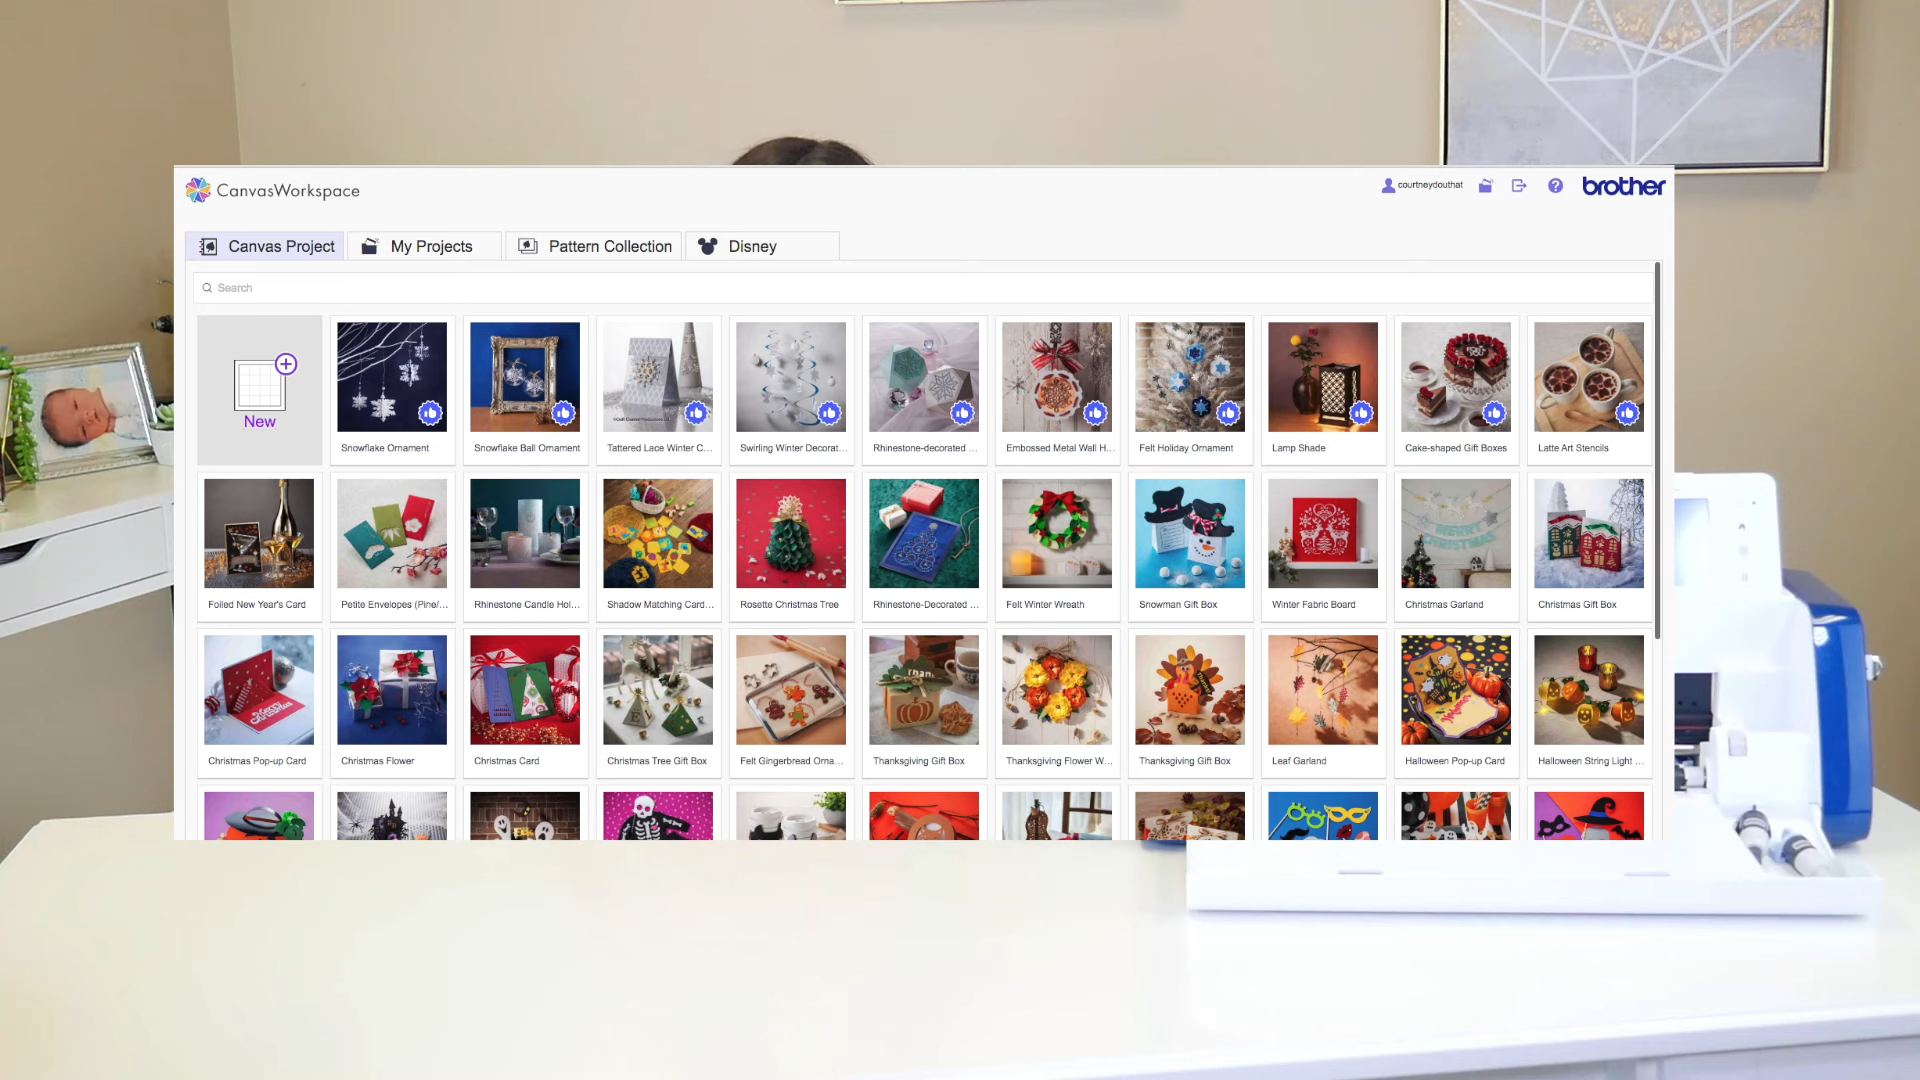 CanvasWorkspace
courtneydouthat
brother
Canvas Project
My Projects
Pattern Collection
Disney
Search
New
Snowflake Ornament
Snowflake Ball Ornament
Tattered Lace Winter C...
Swirling Winter Decorat...
Rhinestone-decorated ...
Embossed Metal Wall H...
Felt Holiday Ornament
Lamp Shade
Cake-shaped Gift Boxes
Latte Art Stencils
Foiled New Year's Card
Petite Envelopes (Pine/...
Rhinestone Candle Hol...
Shadow Matching Card...
Rosette Christmas Tree
Rhinestone-Decorated ...
Felt Winter Wreath
Snowman Gift Box
Winter Fabric Board
Christmas Garland
Christmas Gift Box
Christmas Pop-up Card
Christmas Flower
Christmas Card
Christmas Tree Gift Box
Felt Gingerbread Orna...
Thanksgiving Gift Box
Thanksgiving Flower W...
Thanksgiving Gift Box
Leaf Garland
Halloween Pop-up Card
Halloween String Light ...